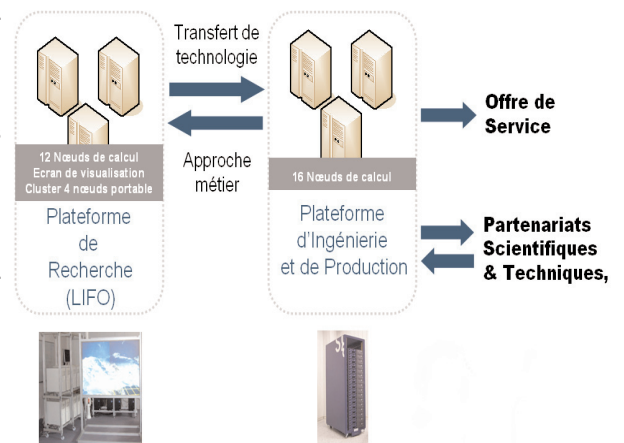 Transfert de
technologie
Approche
métier
12 Nœuds de calcul
Ecran de visualisation
Cluster 4 nœuds portable
Plateforme
de
Recherche
(LIFO)
16 Nœuds de calcul
Plateforme
d'Ingénierie
et de Production
Offre de
Service
Partenariats
Scientifiques
& Techniques,